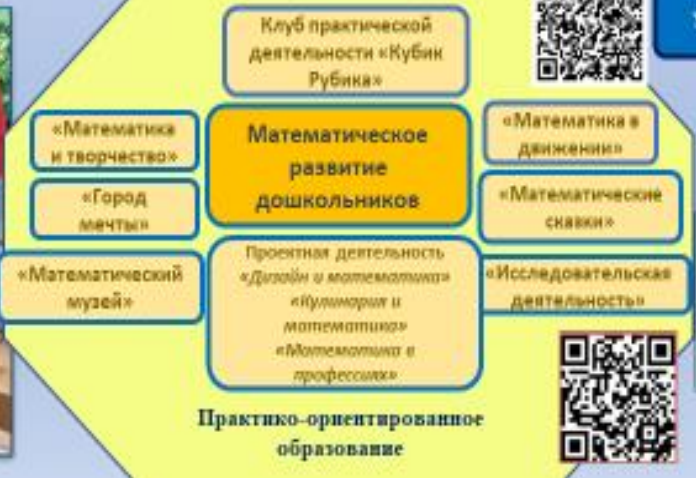 Клуб практической
деятельности «Кубик
Рубика»
«Математика
и творчество»
Математическое
развитие
дошкольников
«Математика в
движении»
«Город
мечты»
«Математические
сказки»
«Математический
музей»
Проектная деятельность
«Дизайн и математика»
«Кулинария и
математика»
«Математика в
профессиях»
«Исследовательская
деятельность»
Практико-ориентированное
образование